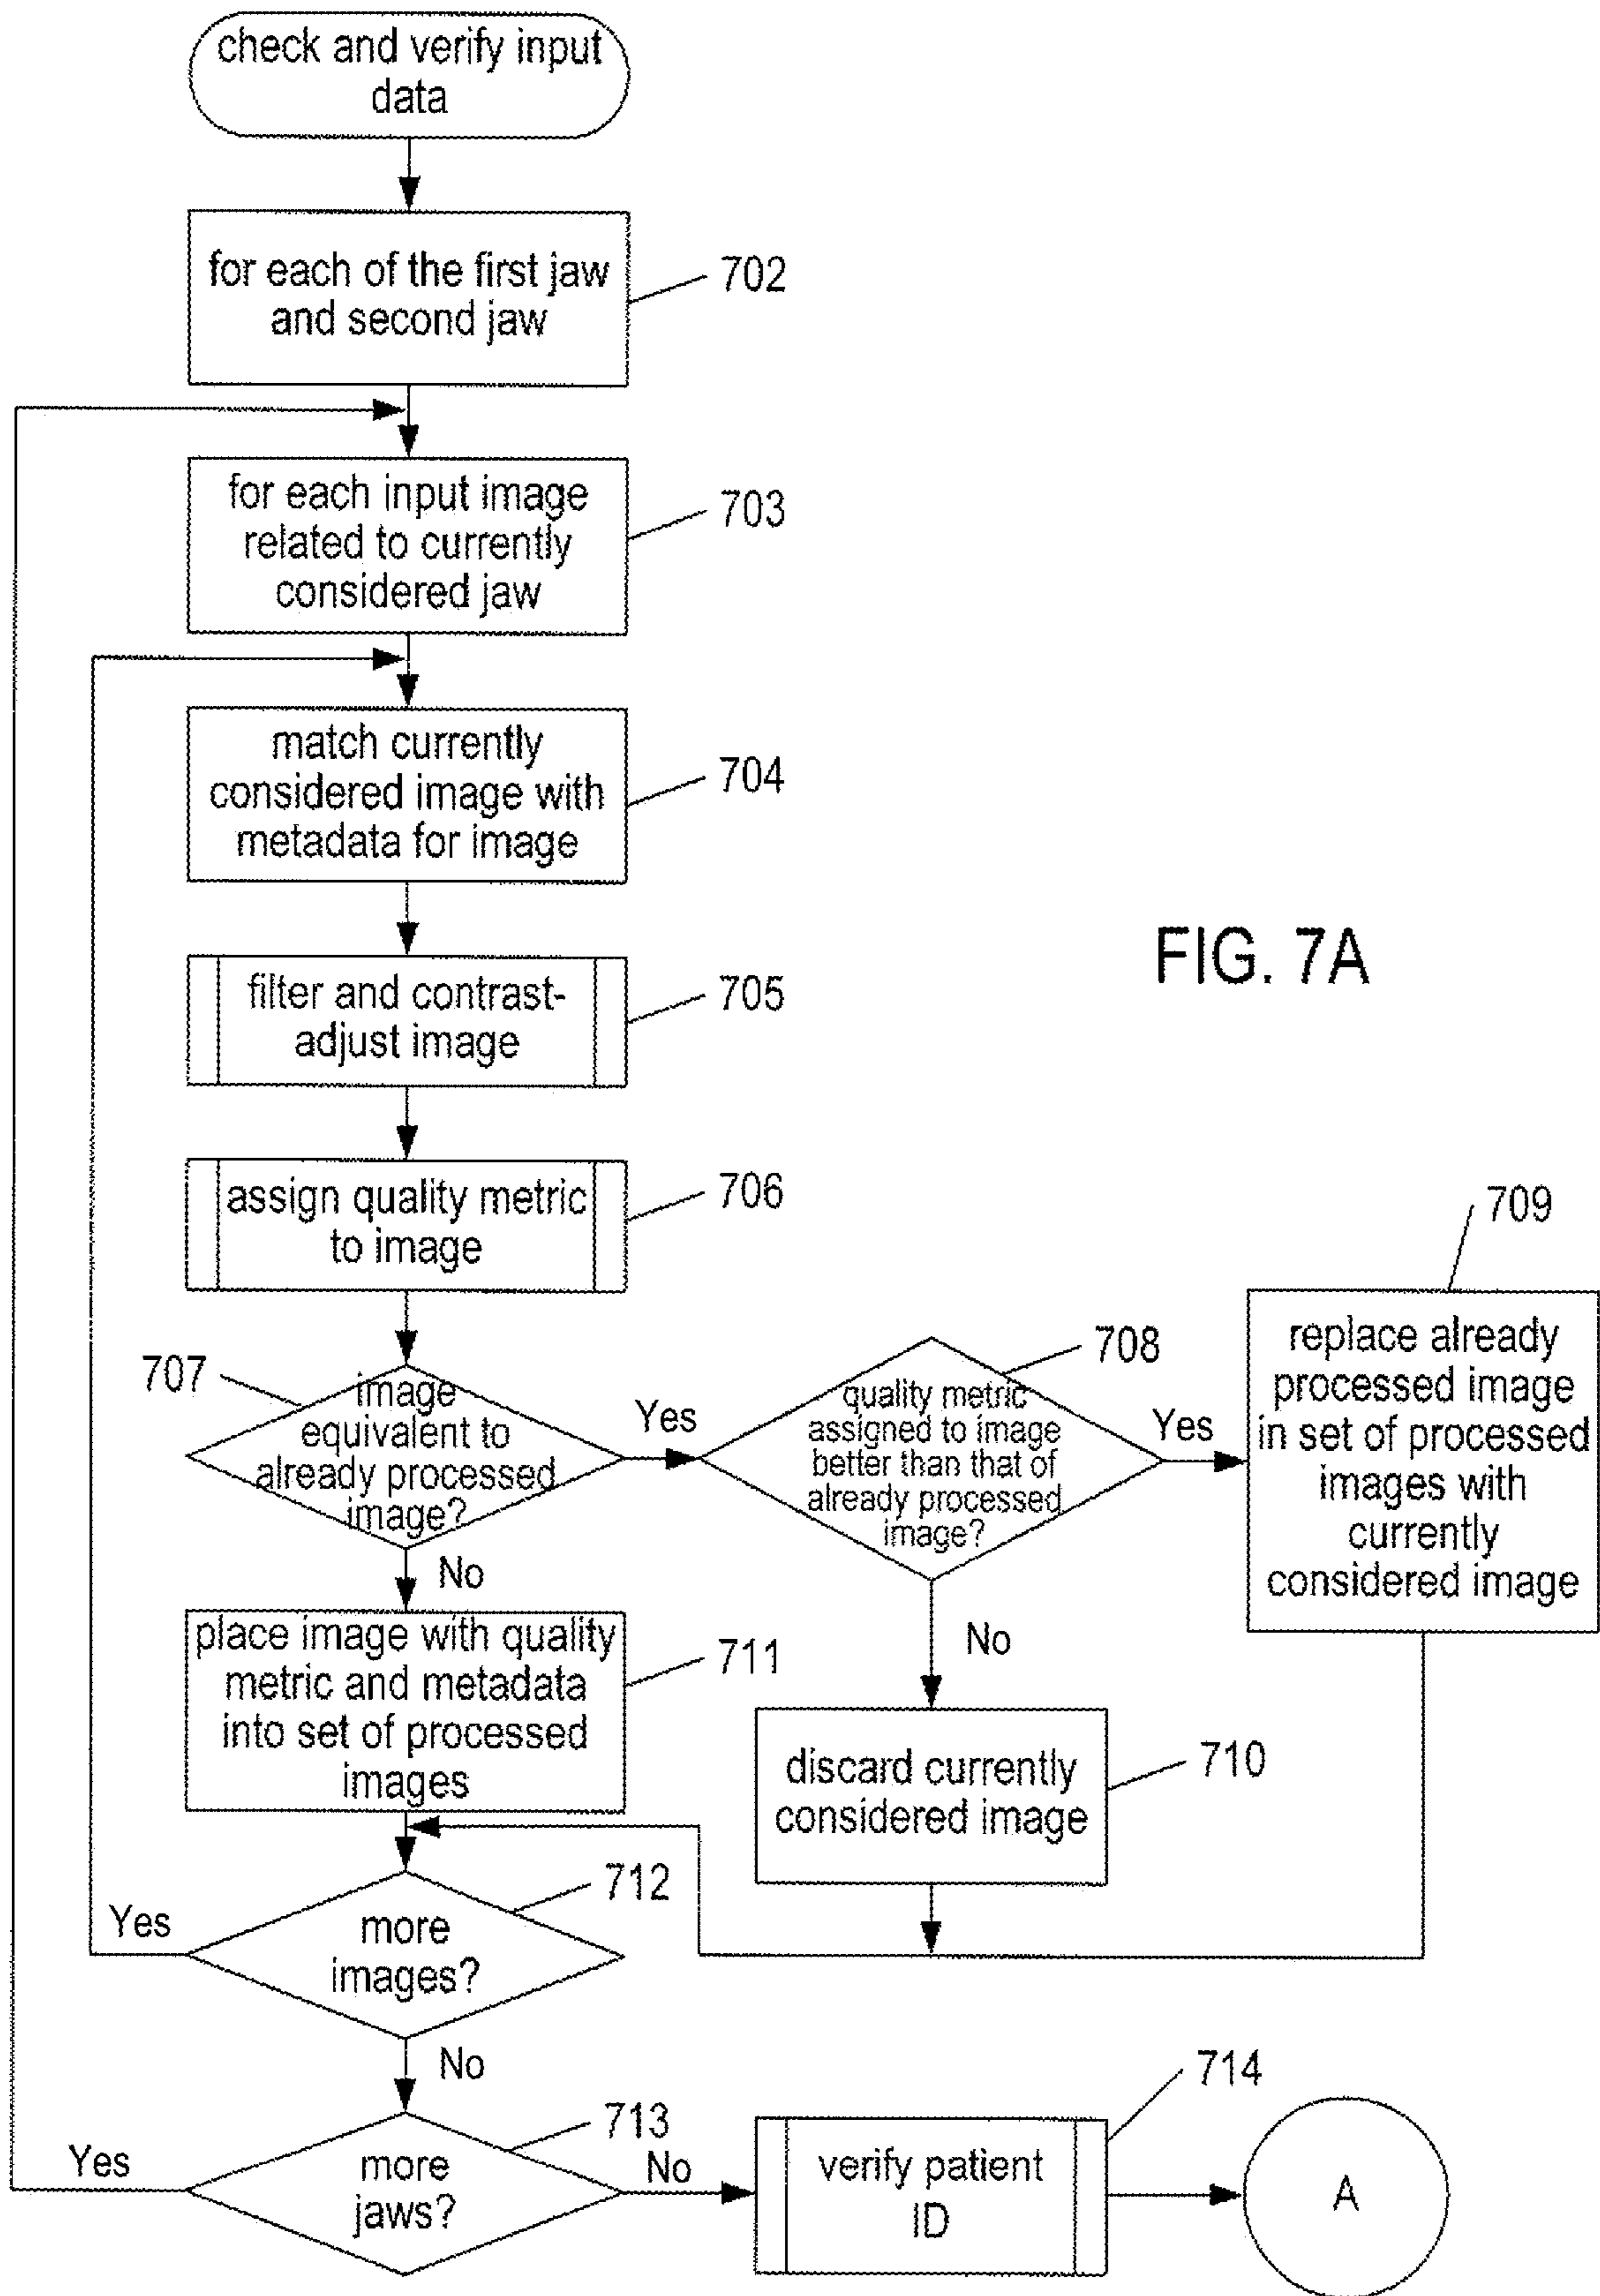 check and verify input
data
for each of the first jaw
and second jaw
702
for each input image
related to currently
considered jaw
703
match currently
considered image with
metadata for image
704
FIG. 7A
filter and contrast-
adjust image
705
assign quality metric
to image
706
707
image
equivalent to
already processed
image?
Yes
No
708
quality metric
assigned to image
better than that of
already processed
image?
Yes
No
709
replace already
processed image
in set of processed
images with
currently
considered image
place image with quality
metric and metadata
into set of processed
images
711
discard currently
considered image
710
712
more
images?
Yes
No
713
more
jaws?
Yes
No
714
verify patient
ID
A